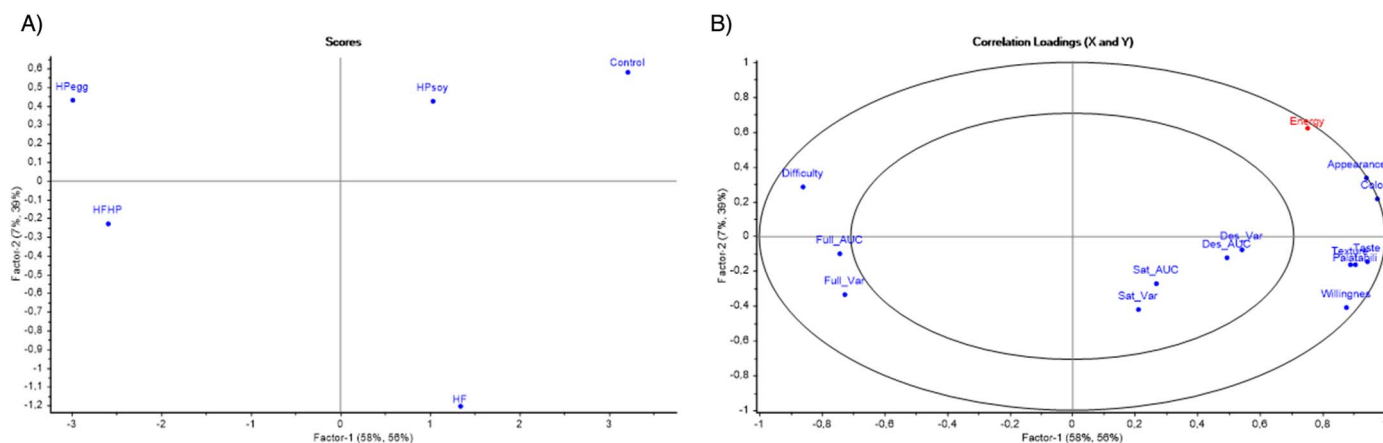 A)
Scores
0,6
0,5
0,4
0,3
0,2
0,1
0
-0,1
-0,2
-0,3
-0,4
-0,5
-0,6
-0,7
-0,8
-0,9
-1
-1,1
-1,2
Factor-2 (7%, 39%)
HPegg
HPsoy
Control
HFHP
HF
-3
-2
-1
0
1
2
3
Factor-1 (58%, 56%)
B)
Correlation Loadings (X and Y)
1
0,8
0,6
0,4
0,2
0
-0,2
-0,4
-0,6
-0,8
-1
Factor-2 (7%, 39%)
Energy
Appearance
Difficulty
Colo
Full_AUC
Des_Var
Des_AUC
Taste
Texture
Palatabili
Full_Var
Sat_AUC
Sat_Var
Willingnes
-1
-0,8
-0,6
-0,4
-0,2
0
0,2
0,4
0,6
0,8
Factor-1 (58%, 56%)